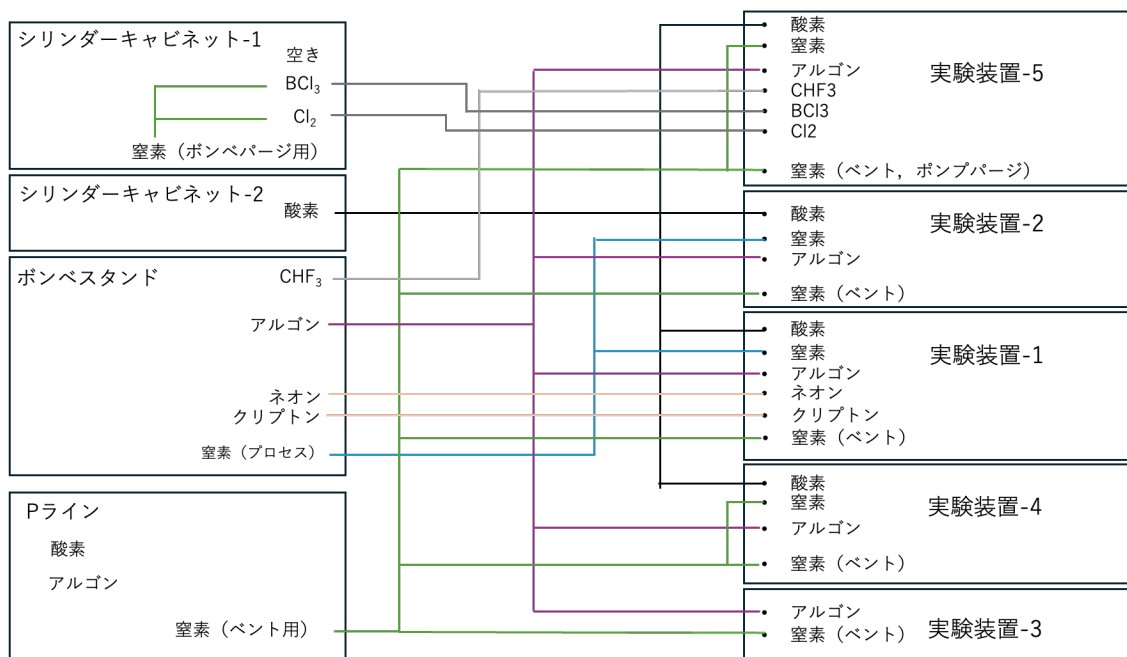 シリンダーキャビネット-1
空き
BCl₃
Cl₂
窒素（ボンベパージ用）
シリンダーキャビネット-2
酸素
ボンベスタンド
CHF₃
アルゴン
ネオン
クリプトン
窒素（プロセス）
Pライン
酸素
アルゴン
窒素（ベント用）
実験装置-5
酸素
窒素
アルゴン
CHF3
BCl3
Cl2
窒素（ベント，ポンプパージ）
実験装置-2
酸素
窒素
アルゴン
窒素（ベント）
実験装置-1
酸素
窒素
アルゴン
ネオン
クリプトン
窒素（ベント）
実験装置-4
酸素
窒素
アルゴン
窒素（ベント）
実験装置-3
アルゴン
窒素（ベント）